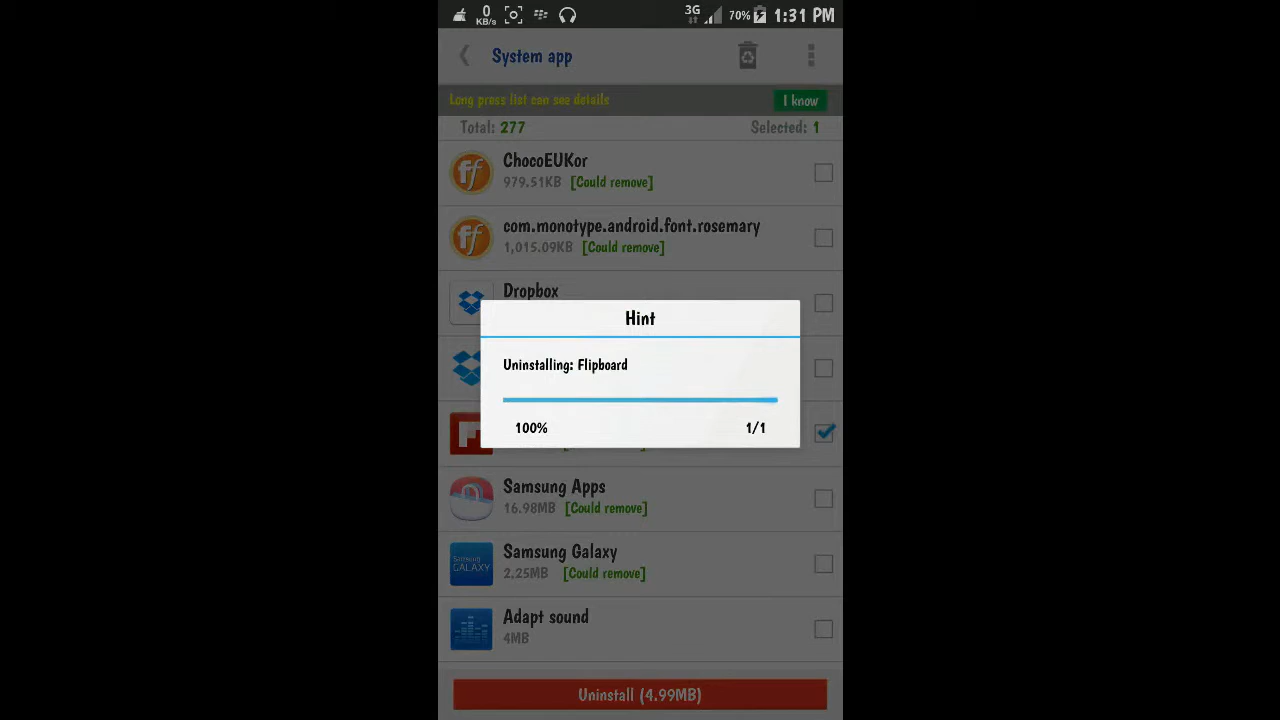 0
KB/s
3G
70%
1:31 PM
System app
Long press list can see details
I know
Total: 277
Selected: 1
ChocoEUKor
979.51KB [Could remove]
com.monotype.android.font.rosemary
1,015.09KB [Could remove]
Dropbox
Hint
Uninstalling: Flipboard
100%
1/1
Samsung Apps
16.98MB [Could remove]
Samsung Galaxy
2.25MB [Could remove]
Samsung
GALAXY
Adapt sound
4MB
Uninstall (4.99MB)